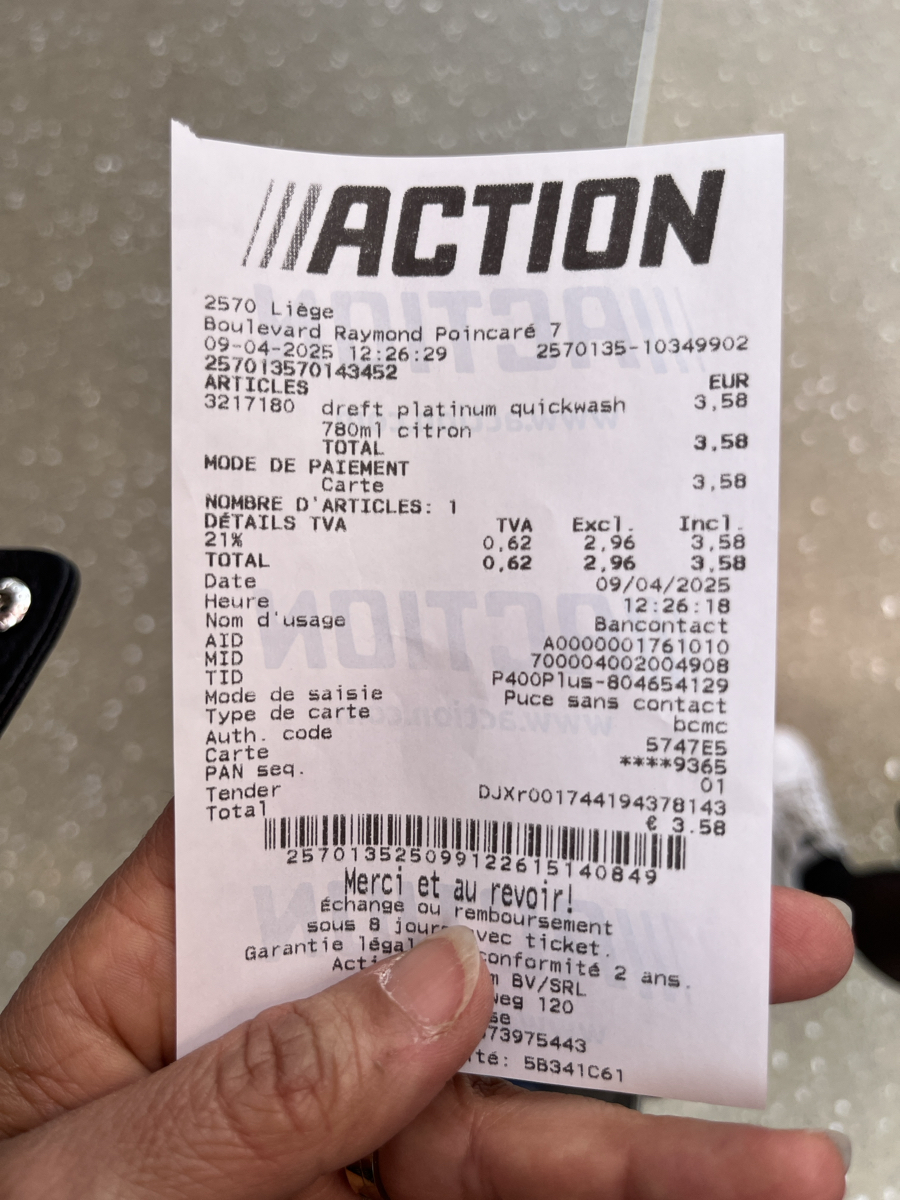 ACTION
2570 Liège
Boulevard Raymond Poincaré 7
09-04-2025 12:26:29 2570135-10349902
257013570143452
ARTICLES EUR
3217180 dreft platinum quickwash 3,58
780ml citron
TOTAL 3,58
MODE DE PAIEMENT
Carte 3,58
NOMBRE D'ARTICLES: 1
DÉTAILS TVA TVA Excl. Incl.
21% 0,62 2,96 3,58
TOTAL 0,62 2,96 3,58
Date 09/04/2025
Heure 12:26:18
Nom d'usage Bancontact
AID A0000001761010
MID 700004002004908
TID P400Plus-804654129
Mode de saisie Puce sans contact
Type de carte bcmc
Auth. code 5747E5
Carte ****9365
PAN seq. 01
Tender DJXr001744194378143
Total € 3.58
2570135250991226151408​49
Merci et au revoir!
Échange ou remboursement
sous 8 jours avec ticket.
Garantie légal conformité 2 ans.
BV/SRL
120
73975443
5B341C61